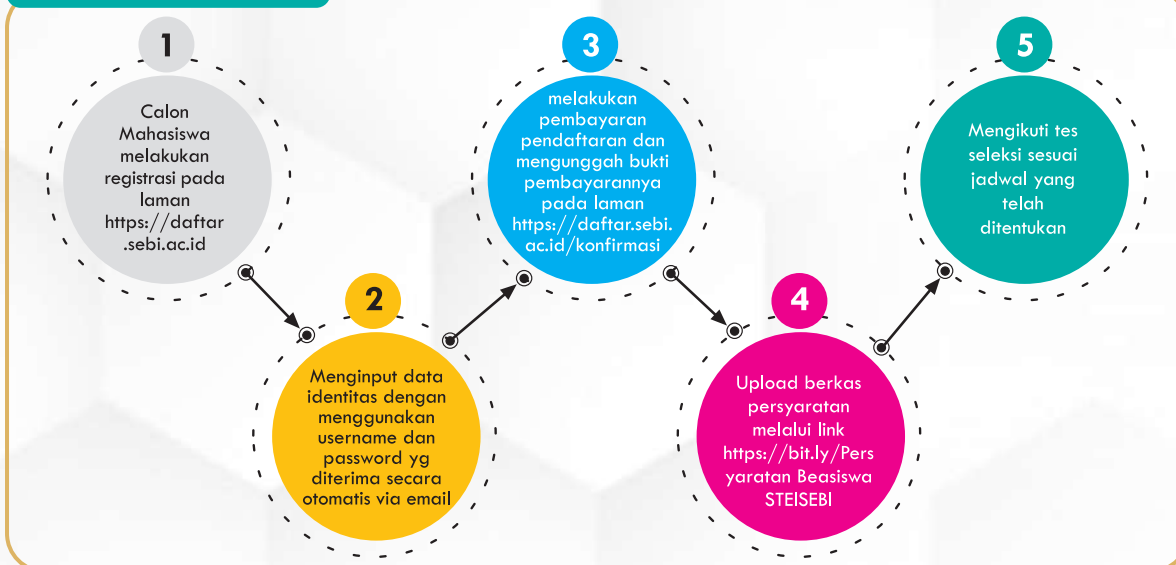 1
Calon
Mahasiswa
melakukan
registrasi pada
laman
https://daftar
.sebi.ac.id
2
Menginput data
identitas dengan
menggunakan
username dan
password yg
diterima secara
otomatis via email
3
melakukan
pembayaran
pendaftaran dan
mengunggah bukti
pembayarannya
pada laman
https://daftar.sebi.
ac.id/konfirmasi
4
Upload berkas
persyaratan
melalui link
https://bit.ly/Pers
yaratan Beasiswa
STEISEBI
5
Mengikuti tes
seleksi sesuai
jadwal yang
telah
ditentukan